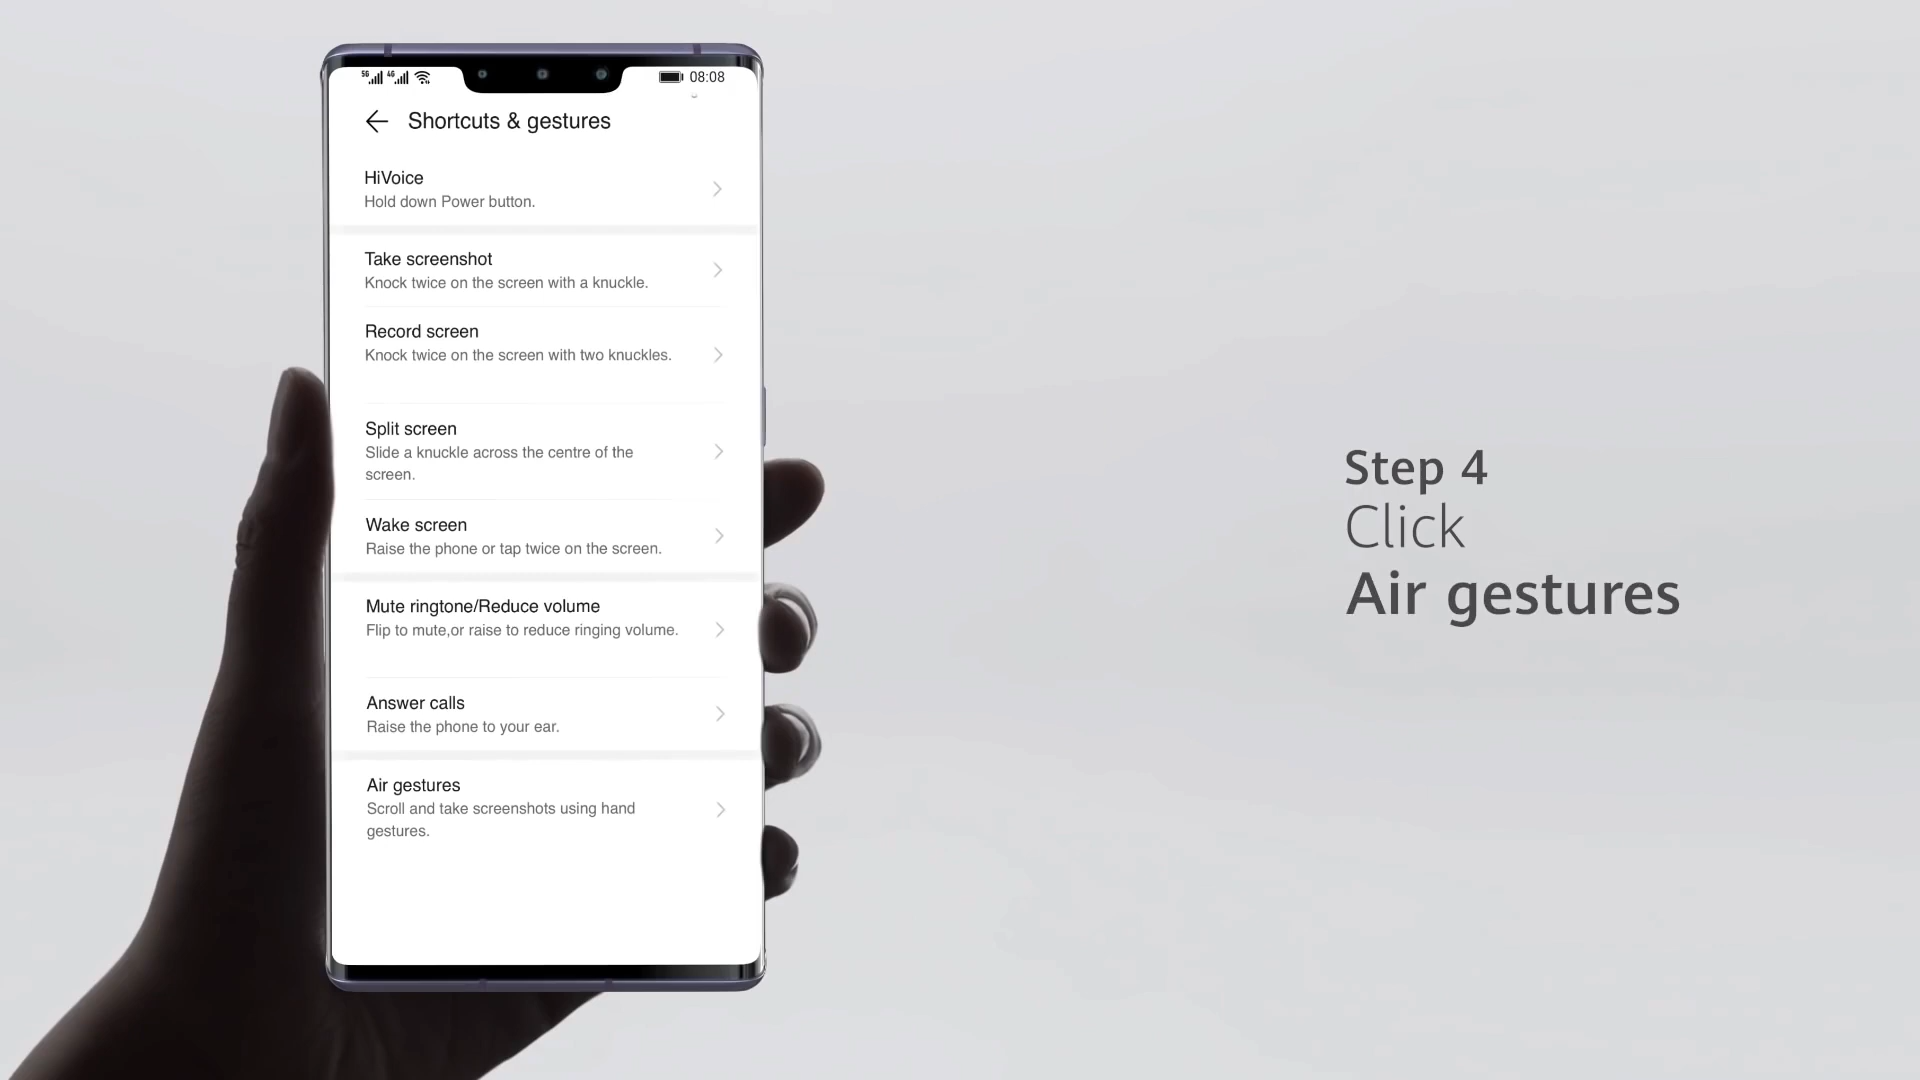 5G 4G 08:08
Shortcuts & gestures
HiVoice
Hold down Power button.
Take screenshot
Knock twice on the screen with a knuckle.
Record screen
Knock twice on the screen with two knuckles.
Split screen
Slide a knuckle across the centre of the
screen.
Wake screen
Raise the phone or tap twice on the screen.
Mute ringtone/Reduce volume
Flip to mute,or raise to reduce ringing volume.
Answer calls
Raise the phone to your ear.
Air gestures
Scroll and take screenshots using hand
gestures.
Step 4
Click
Air gestures